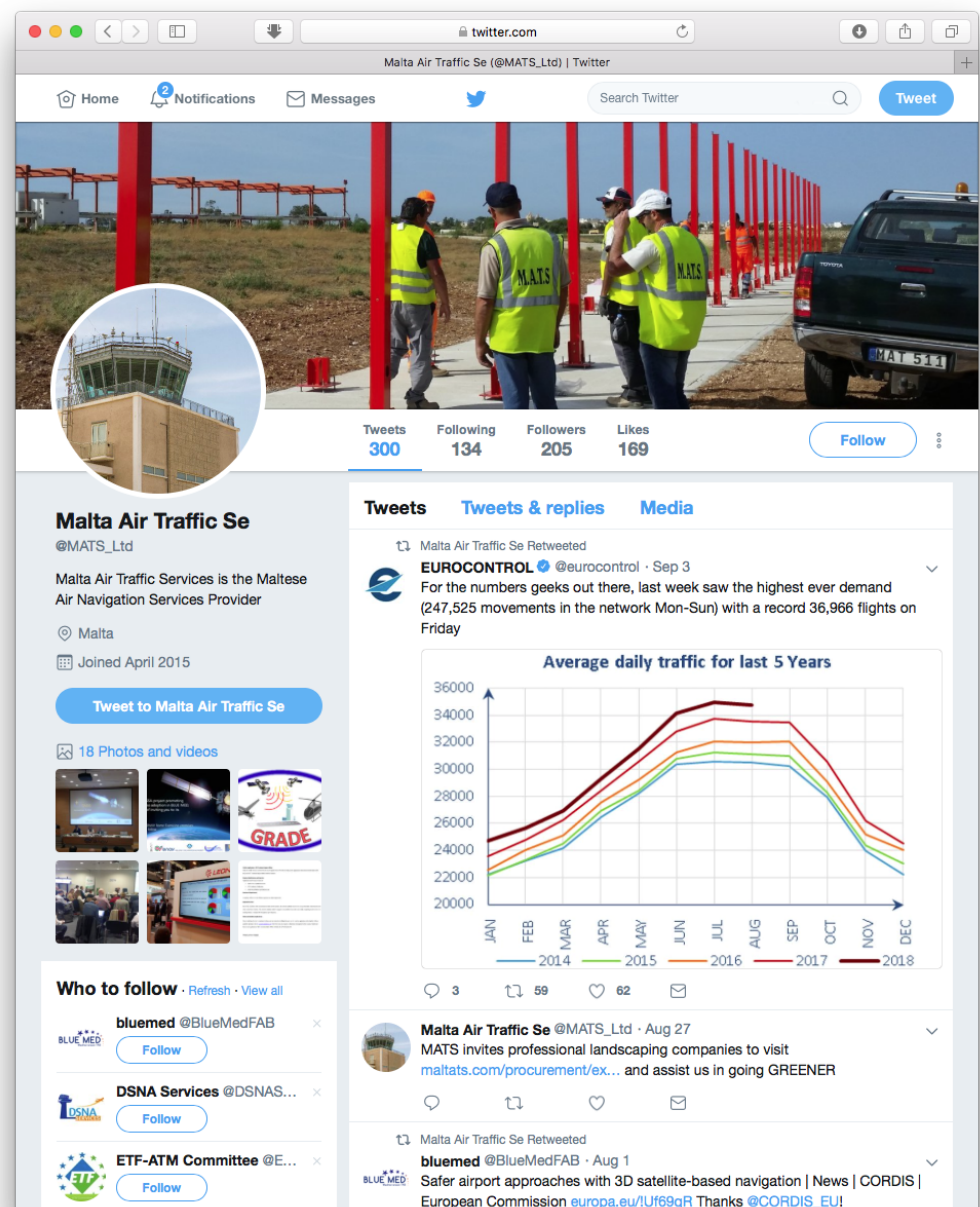 twitter.com
Malta Air Traffic Se (@MATS_Ltd) | Twitter
Home
2
Notifications
Messages
Search Twitter
Tweet
M.A.T.S
M.A.T.S.
TOYOTA
MAT 511
Tweets
300
Following
134
Followers
205
Likes
169
Follow
Malta Air Traffic Se
@MATS_Ltd
Malta Air Traffic Services is the Maltese
Air Navigation Services Provider
Malta
Joined April 2015
Tweet to Malta Air Traffic Se
18 Photos and videos
GRADE
Who to follow · Refresh · View all
bluemed @BlueMedFAB
BLUE MED
Follow
DSNA Services @DSNAS...
DSNA
SERVICES
Follow
ETF-ATM Committee @E...
ETF
Follow
Tweets Tweets & replies Media
Malta Air Traffic Se Retweeted
EUROCONTROL @eurocontrol · Sep 3
For the numbers geeks out there, last week saw the highest ever demand
(247,525 movements in the network Mon-Sun) with a record 36,966 flights on
Friday
Average daily traffic for last 5 Years
36000
34000
32000
30000
28000
26000
24000
22000
20000
JAN FEB MAR APR MAY JUN JUL AUG SEP OCT NOV DEC
2014 2015 2016 2017 2018
3 59 62
Malta Air Traffic Se @MATS_Ltd · Aug 27
MATS invites professional landscaping companies to visit
maltats.com/procurement/ex... and assist us in going GREENER
Malta Air Traffic Se Retweeted
bluemed @BlueMedFAB · Aug 1
BLUE MED
Safer airport approaches with 3D satellite-based navigation | News | CORDIS |
European Commission europa.eu/!Uf69gR Thanks @CORDIS_EU!